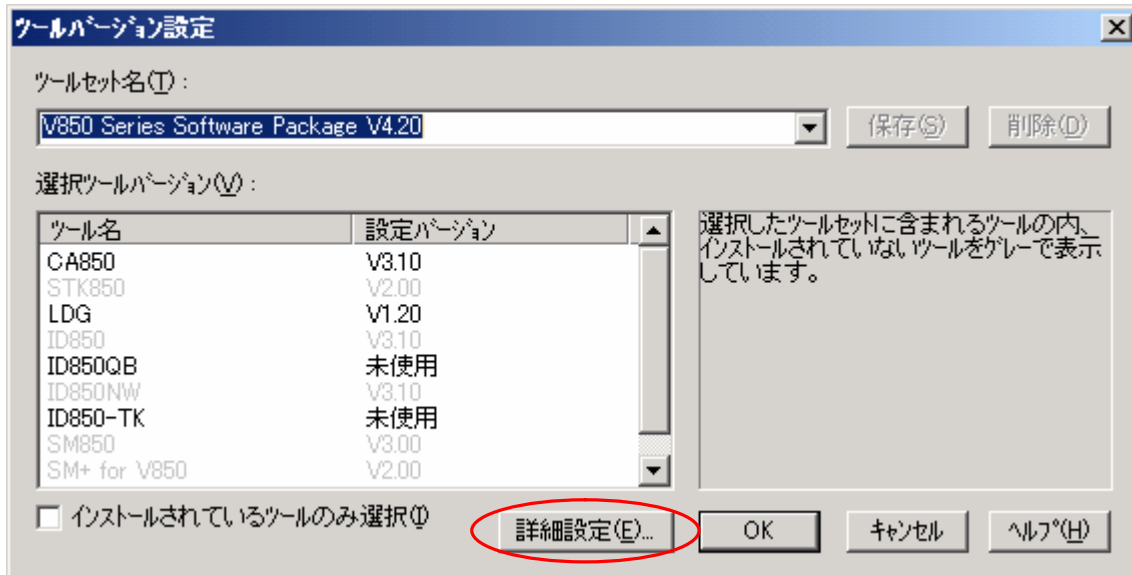 ツールバージョン設定
ツールセット名(T) :
V850 Series Software Package V4.20
保存(S)
削除(D)
選択ツールバージョン(V) :
ツール名 設定バージョン
CA850 V3.10
STK850 V2.00
LDG V1.20
ID850 V3.10
ID850QB 未使用
ID850NW V3.10
ID850-TK 未使用
SM850 V3.00
SM+ for V850 V2.00
選択したツールセットに含まれるツールの内、
インストールされていないツールをグレーで表示
しています。
インストールされているツールのみ選択(I)
詳細設定(E)...
OK
キャンセル
ヘルプ(H)